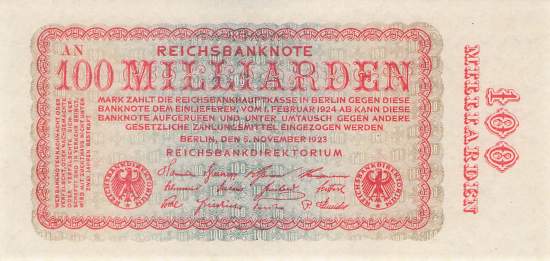 AN
REICHSBANKNOTE
100 MILLIARDEN
MARK ZAHLT DIE REICHSBANKHAUPTKASSE IN BERLIN GEGEN DIESE
BANKNOTE DEM EINLIEFERER. VOM 1. FEBRUAR 1924 AB KANN DIESE
BANKNOTE AUFGERUFEN UND UNTER UMTAUSCH GEGEN ANDERE
GESETZLICHE ZAHLUNGSMITTEL EINGEZOGEN WERDEN
BERLIN, DEN 5. NOVEMBER 1923
REICHSBANKDIREKTORIUM
REICHSBANKDIREKTORIUM
REICHSBANKDIREKTORIUM
100
MILLIARDEN